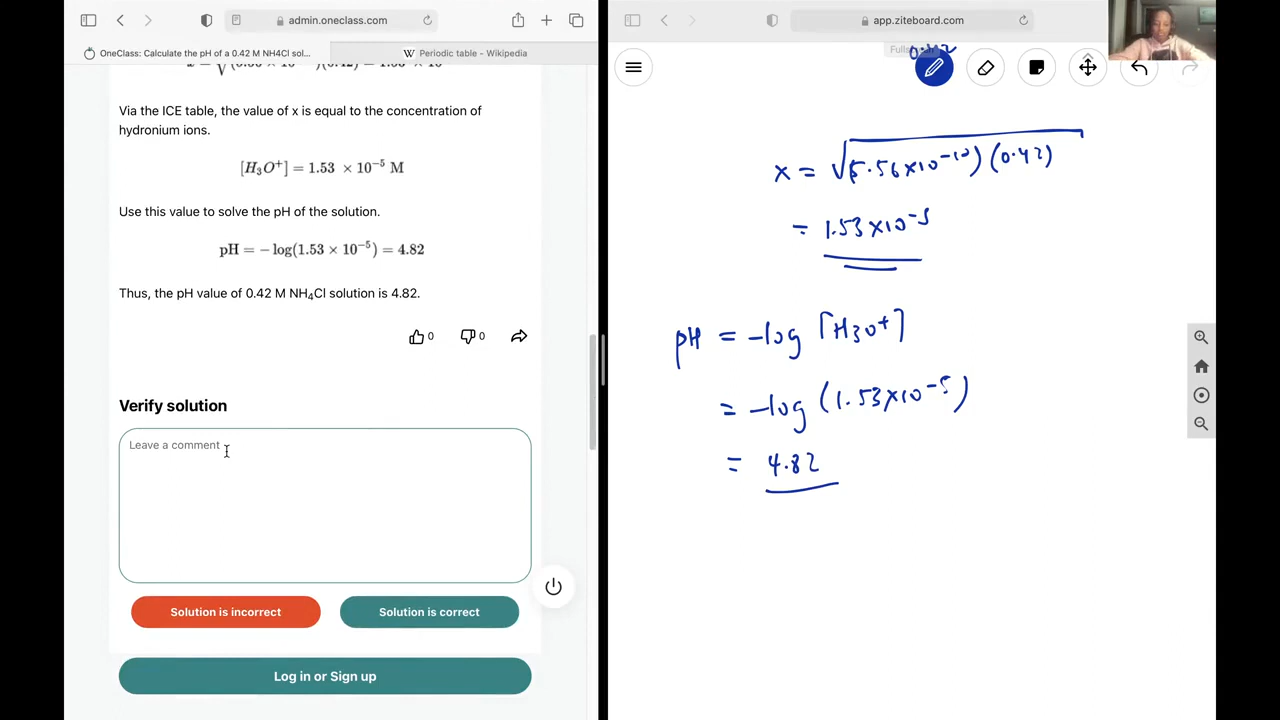 admin.oneclass.com
OneClass: Calculate the pH of a 0.42 M NH4Cl sol...
Periodic table - Wikipedia
Via the ICE table, the value of x is equal to the concentration of
hydronium ions.
[H₃O⁺] = 1.53 × 10⁻⁵ M
Use this value to solve the pH of the solution.
pH = − log(1.53 × 10⁻⁵) = 4.82
Thus, the pH value of 0.42 M NH₄Cl solution is 4.82.
0
0
Verify solution
Leave a comment
Solution is incorrect
Solution is correct
Log in or Sign up
app.ziteboard.com
x = √(5.56×10⁻¹⁰)(0.42)
= 1.53×10⁻⁵
pH = -log [H₃O⁺]
= -log (1.53×10⁻⁵)
= 4.82